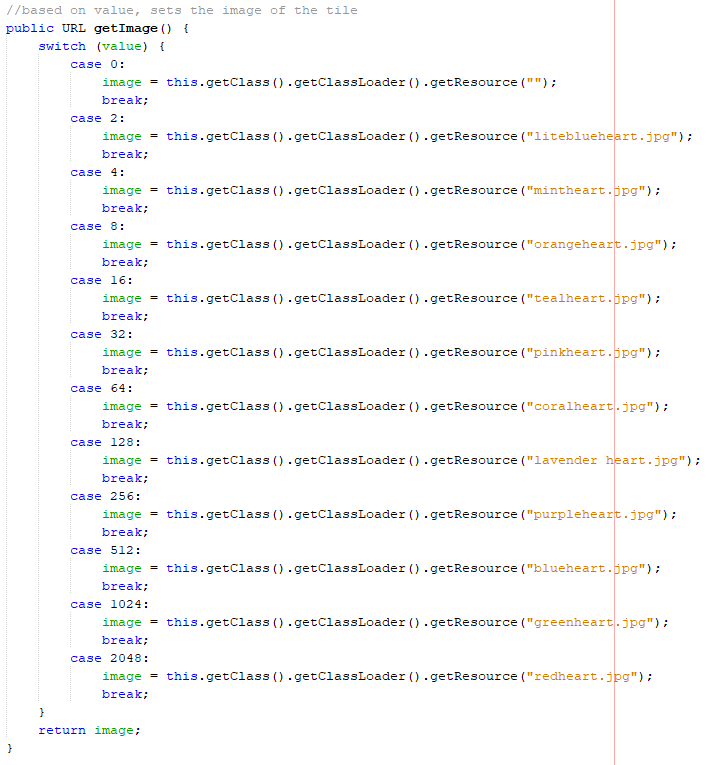 //based on value, sets the image of the tile
public URL getImage() {
switch (value) {
case 0:
image = this.getClass().getClassLoader().getResource("");
break;
case 2:
image = this.getClass().getClassLoader().getResource("liteblueheart.jpg");
break;
case 4:
image = this.getClass().getClassLoader().getResource("mintheart.jpg");
break;
case 8:
image = this.getClass().getClassLoader().getResource("orangeheart.jpg");
break;
case 16:
image = this.getClass().getClassLoader().getResource("tealheart.jpg");
break;
case 32:
image = this.getClass().getClassLoader().getResource("pinkheart.jpg");
break;
case 64:
image = this.getClass().getClassLoader().getResource("coralheart.jpg");
break;
case 128:
image = this.getClass().getClassLoader().getResource("lavender heart.jpg");
break;
case 256:
image = this.getClass().getClassLoader().getResource("purpleheart.jpg");
break;
case 512:
image = this.getClass().getClassLoader().getResource("blueheart.jpg");
break;
case 1024:
image = this.getClass().getClassLoader().getResource("greenheart.jpg");
break;
case 2048:
image = this.getClass().getClassLoader().getResource("redheart.jpg");
break;
}
return image;
}